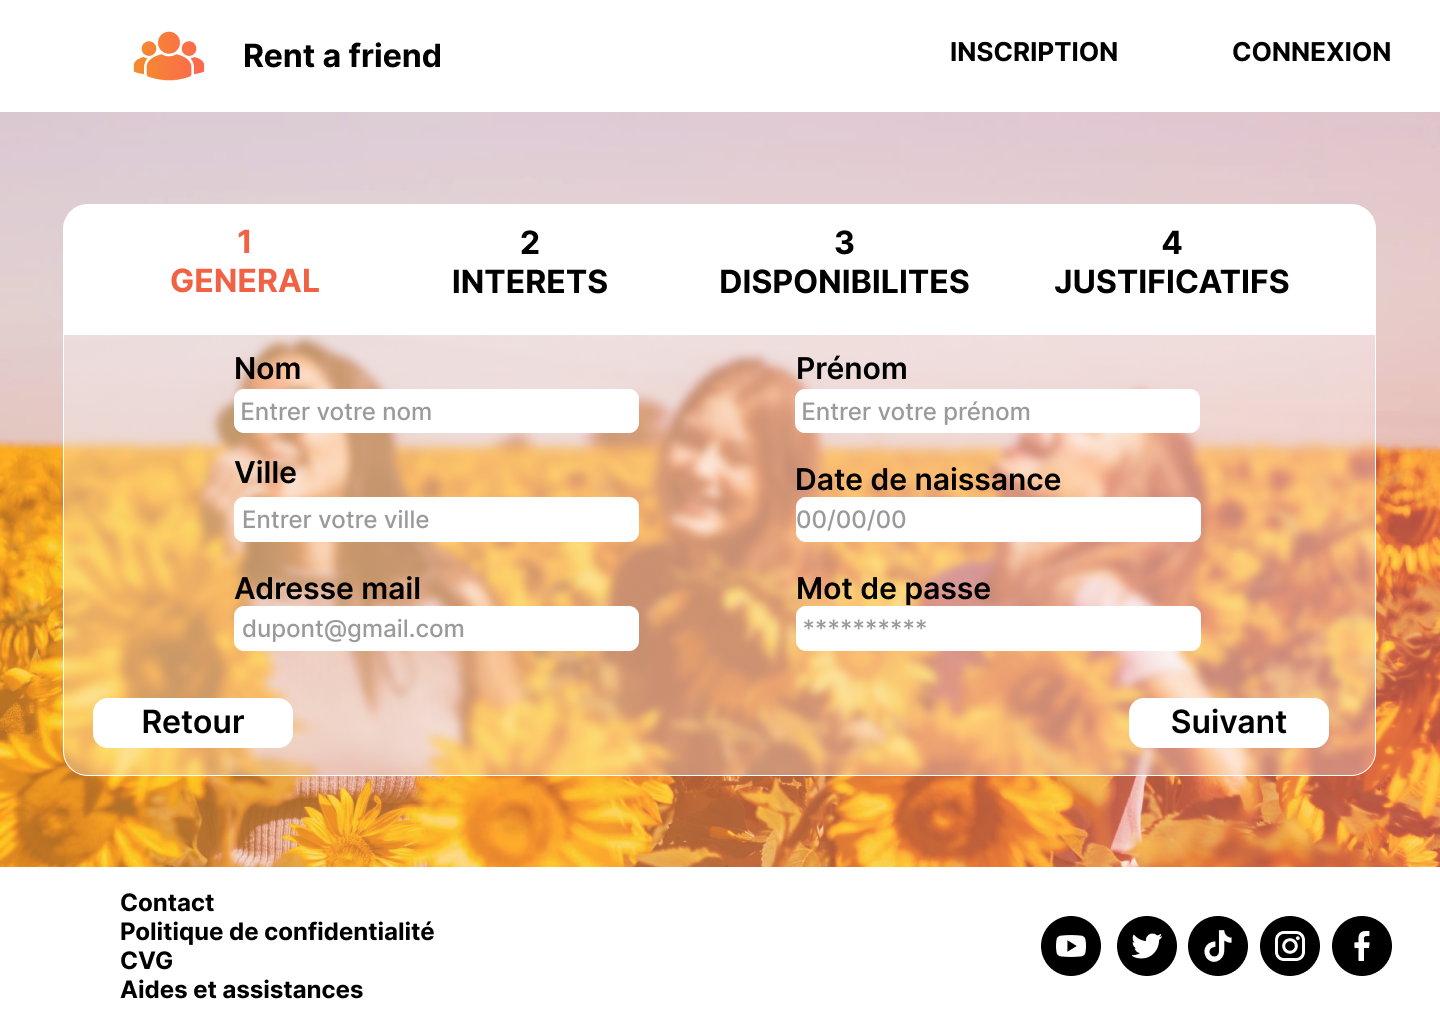 Rent a friend
INSCRIPTION
CONNEXION
1
GENERAL
2
INTERETS
3
DISPONIBILITES
4
JUSTIFICATIFS
Nom
Entrer votre nom
Prénom
Entrer votre prénom
Ville
Entrer votre ville
Date de naissance
00/00/00
Adresse mail
dupont@gmail.com
Mot de passe
**********
Retour
Suivant
Contact
Politique de confidentialité
CVG
Aides et assistances